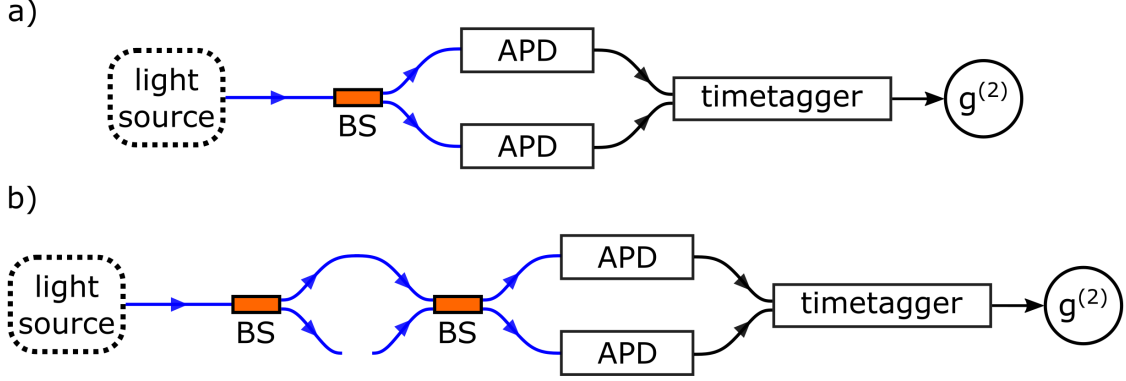 a)
light
source
BS
APD
APD
timetagger
g⁽²⁾
b)
light
source
BS
BS
APD
APD
timetagger
g⁽²⁾